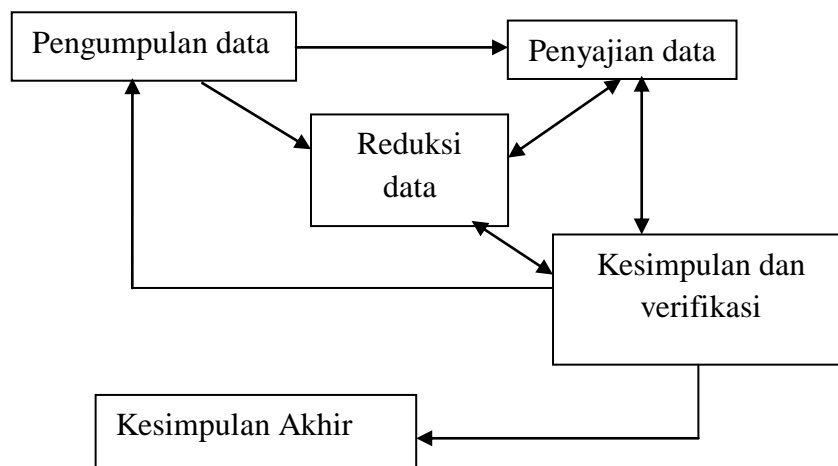 Pengumpulan data
Penyajian data
Reduksi
data
Kesimpulan dan
verifikasi
Kesimpulan Akhir